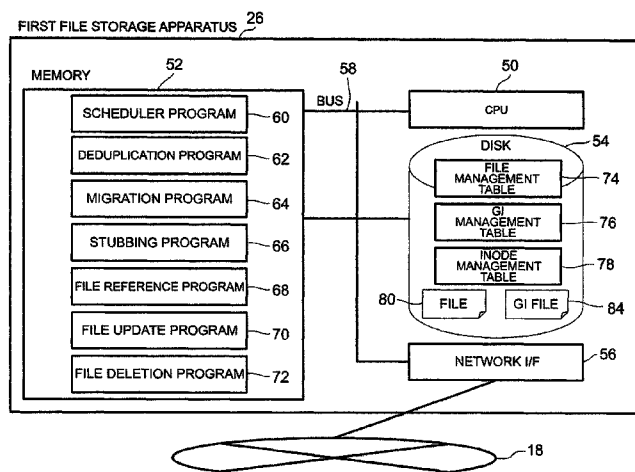 FIRST FILE STORAGE APPARATUS 26
MEMORY 52
SCHEDULER PROGRAM 60
DEDUPLICATION PROGRAM 62
MIGRATION PROGRAM 64
STUBBING PROGRAM 66
FILE REFERENCE PROGRAM 68
FILE UPDATE PROGRAM 70
FILE DELETION PROGRAM 72
BUS 58
50
CPU
54
DISK
FILE
MANAGEMENT
TABLE
74
GI
MANAGEMENT
TABLE
76
INODE
MANAGEMENT
TABLE
78
80 FILE
GI FILE 84
NETWORK I/F 56
18